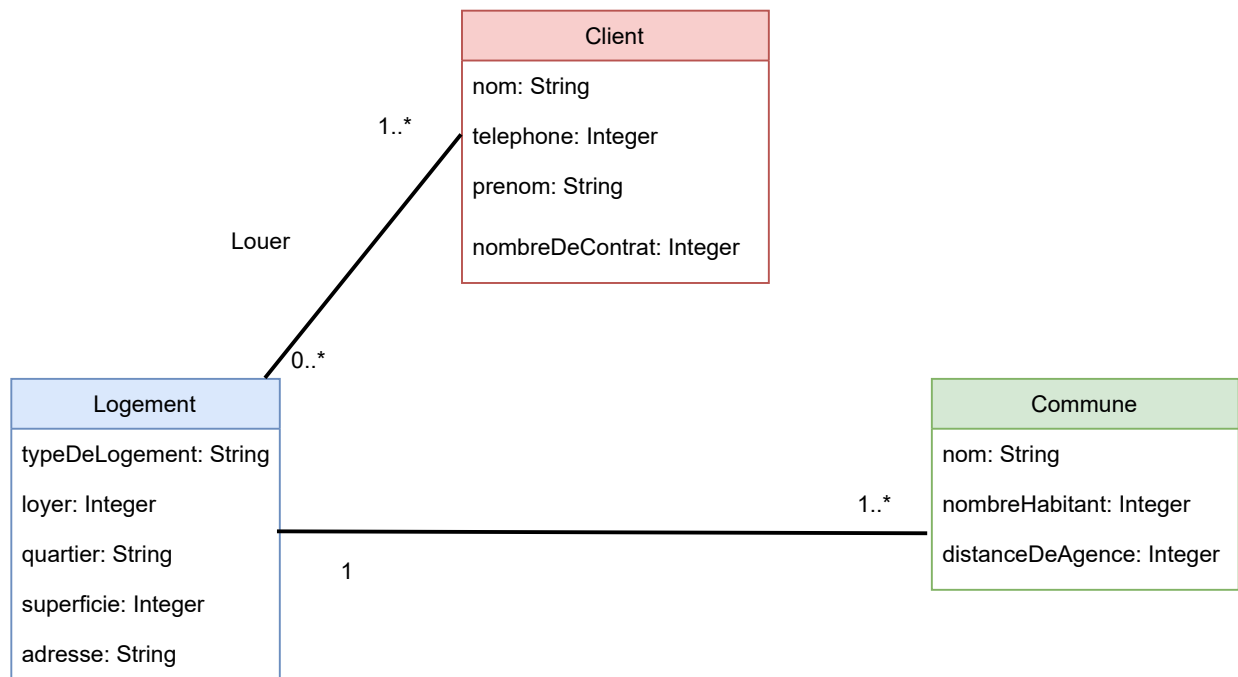 Client
nom: String
telephone: Integer
prenom: String
nombreDeContrat: Integer
1..*
Louer
0..*
Logement
typeDeLogement: String
loyer: Integer
quartier: String
superficie: Integer
adresse: String
1
1..*
Commune
nom: String
nombreHabitant: Integer
distanceDeAgence: Integer